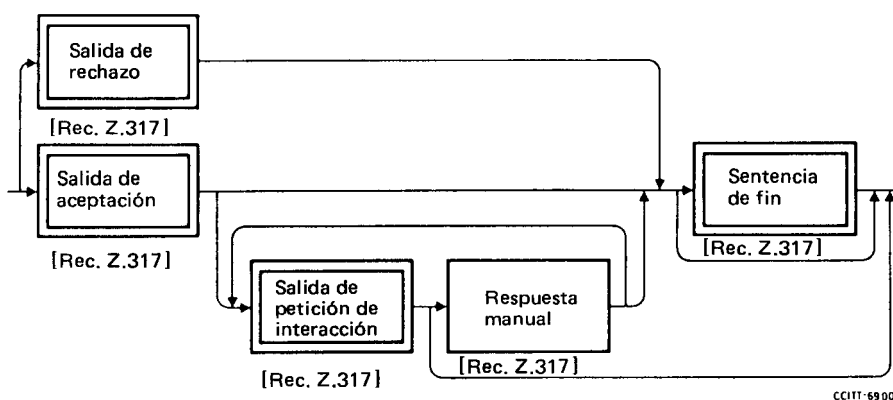 Salida de
rechazo
[Rec. Z.317]
Salida de
aceptación
[Rec. Z.317]
Sentencia
de fin
[Rec. Z.317]
Salida de
petición de
interacción
[Rec. Z.317]
Respuesta
manual
[Rec. Z.317]